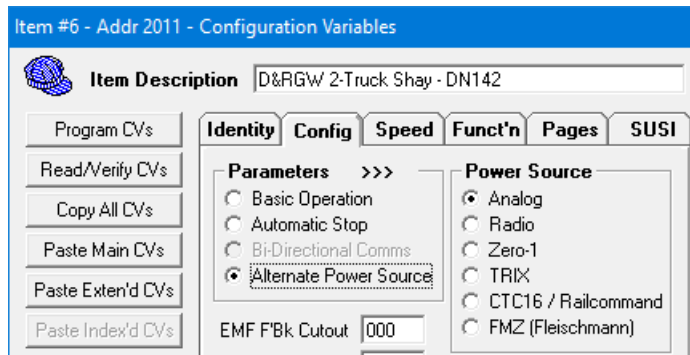 Item #6 - Addr 2011 - Configuration Variables
Item Description D&RGW 2-Truck Shay - DN142
Program CVs
Read/Verify CVs
Copy All CVs
Paste Main CVs
Paste Exten'd CVs
Paste Index'd CVs
Identity Config Speed Funct'n Pages SUSI
Parameters >>>
Basic Operation
Automatic Stop
Bi-Directional Comms
Alternate Power Source
EMF F'Bk Cutout 000
Power Source
Analog
Radio
Zero-1
TRIX
CTC16 / Railcommand
FMZ (Fleischmann)